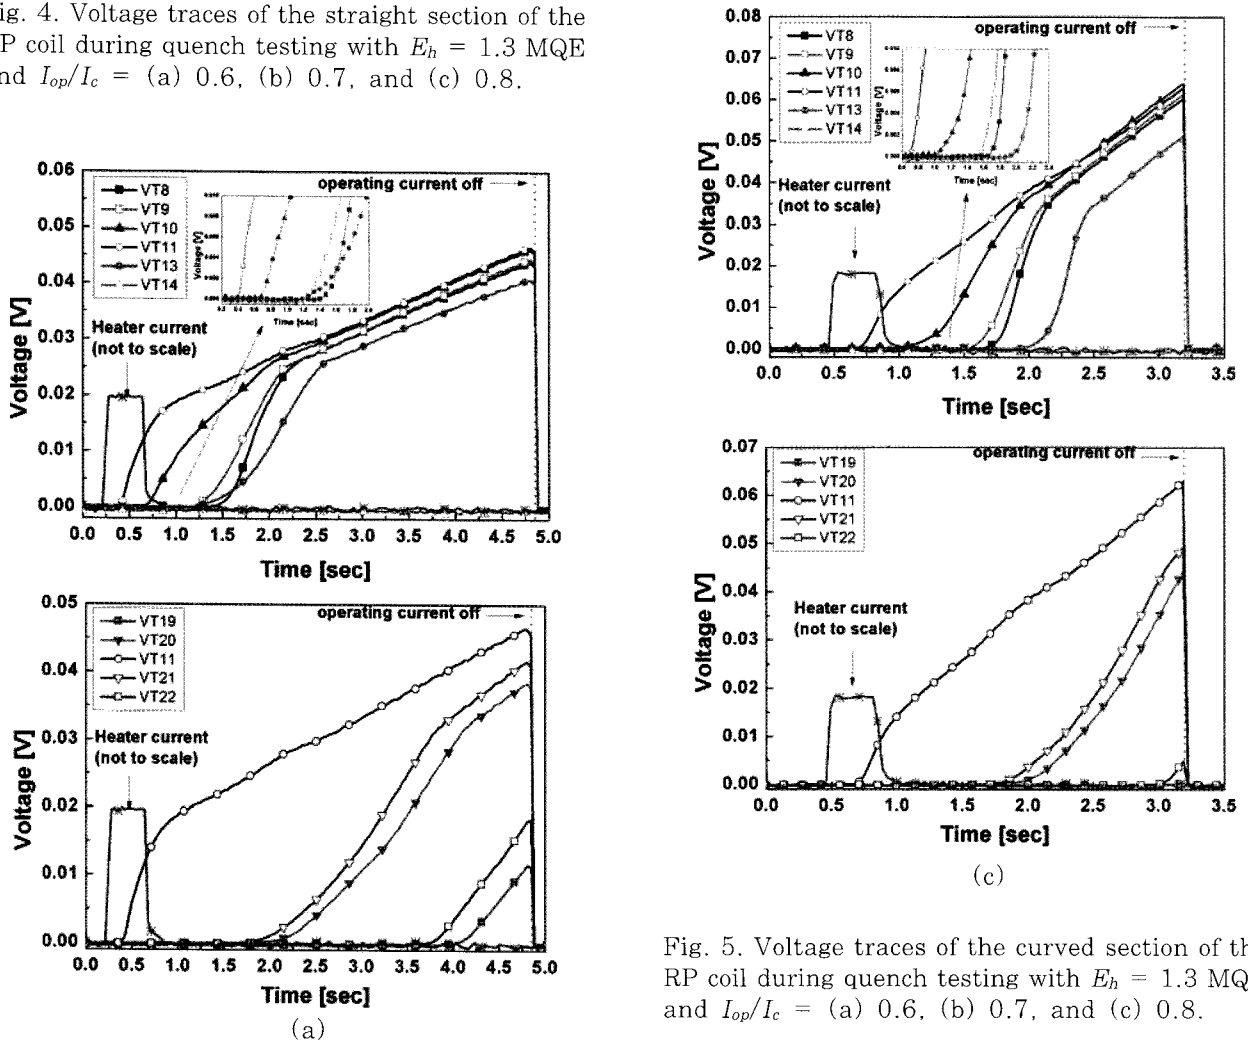 ig. 4. Voltage traces of the straight section of the
P coil during quench testing with Eh = 1.3 MQE
nd Iop/Ic = (a) 0.6, (b) 0.7, and (c) 0.8.
0.06
0.05
0.04
0.03
0.02
0.01
0.00
Voltage [V]
VT8
VT9
VT10
VT11
VT13
VT14
operating current off
Heater current
(not to scale)
Voltage [V]
Time [sec]
0.0 0.5 1.0 1.5 2.0 2.5 3.0 3.5 4.0 4.5 5.0
Time [sec]
0.05
0.04
0.03
0.02
0.01
0.00
Voltage [V]
VT19
VT20
VT11
VT21
VT22
operating current off
Heater current
(not to scale)
0.0 0.5 1.0 1.5 2.0 2.5 3.0 3.5 4.0 4.5 5.0
Time [sec]
(a)
0.08
0.07
0.06
0.05
0.04
0.03
0.02
0.01
0.00
Voltage [V]
VT8
VT9
VT10
VT11
VT13
VT14
operating current off
Heater current
(not to scale)
Voltage [V]
Time [sec]
0.0 0.5 1.0 1.5 2.0 2.5 3.0 3.5
Time [sec]
0.07
0.06
0.05
0.04
0.03
0.02
0.01
0.00
Voltage [V]
VT19
VT20
VT11
VT21
VT22
operating current off
Heater current
(not to scale)
0.0 0.5 1.0 1.5 2.0 2.5 3.0 3.5
Time [sec]
(c)
Fig. 5. Voltage traces of the curved section of th
RP coil during quench testing with Eh = 1.3 MQ
and Iop/Ic = (a) 0.6, (b) 0.7, and (c) 0.8.